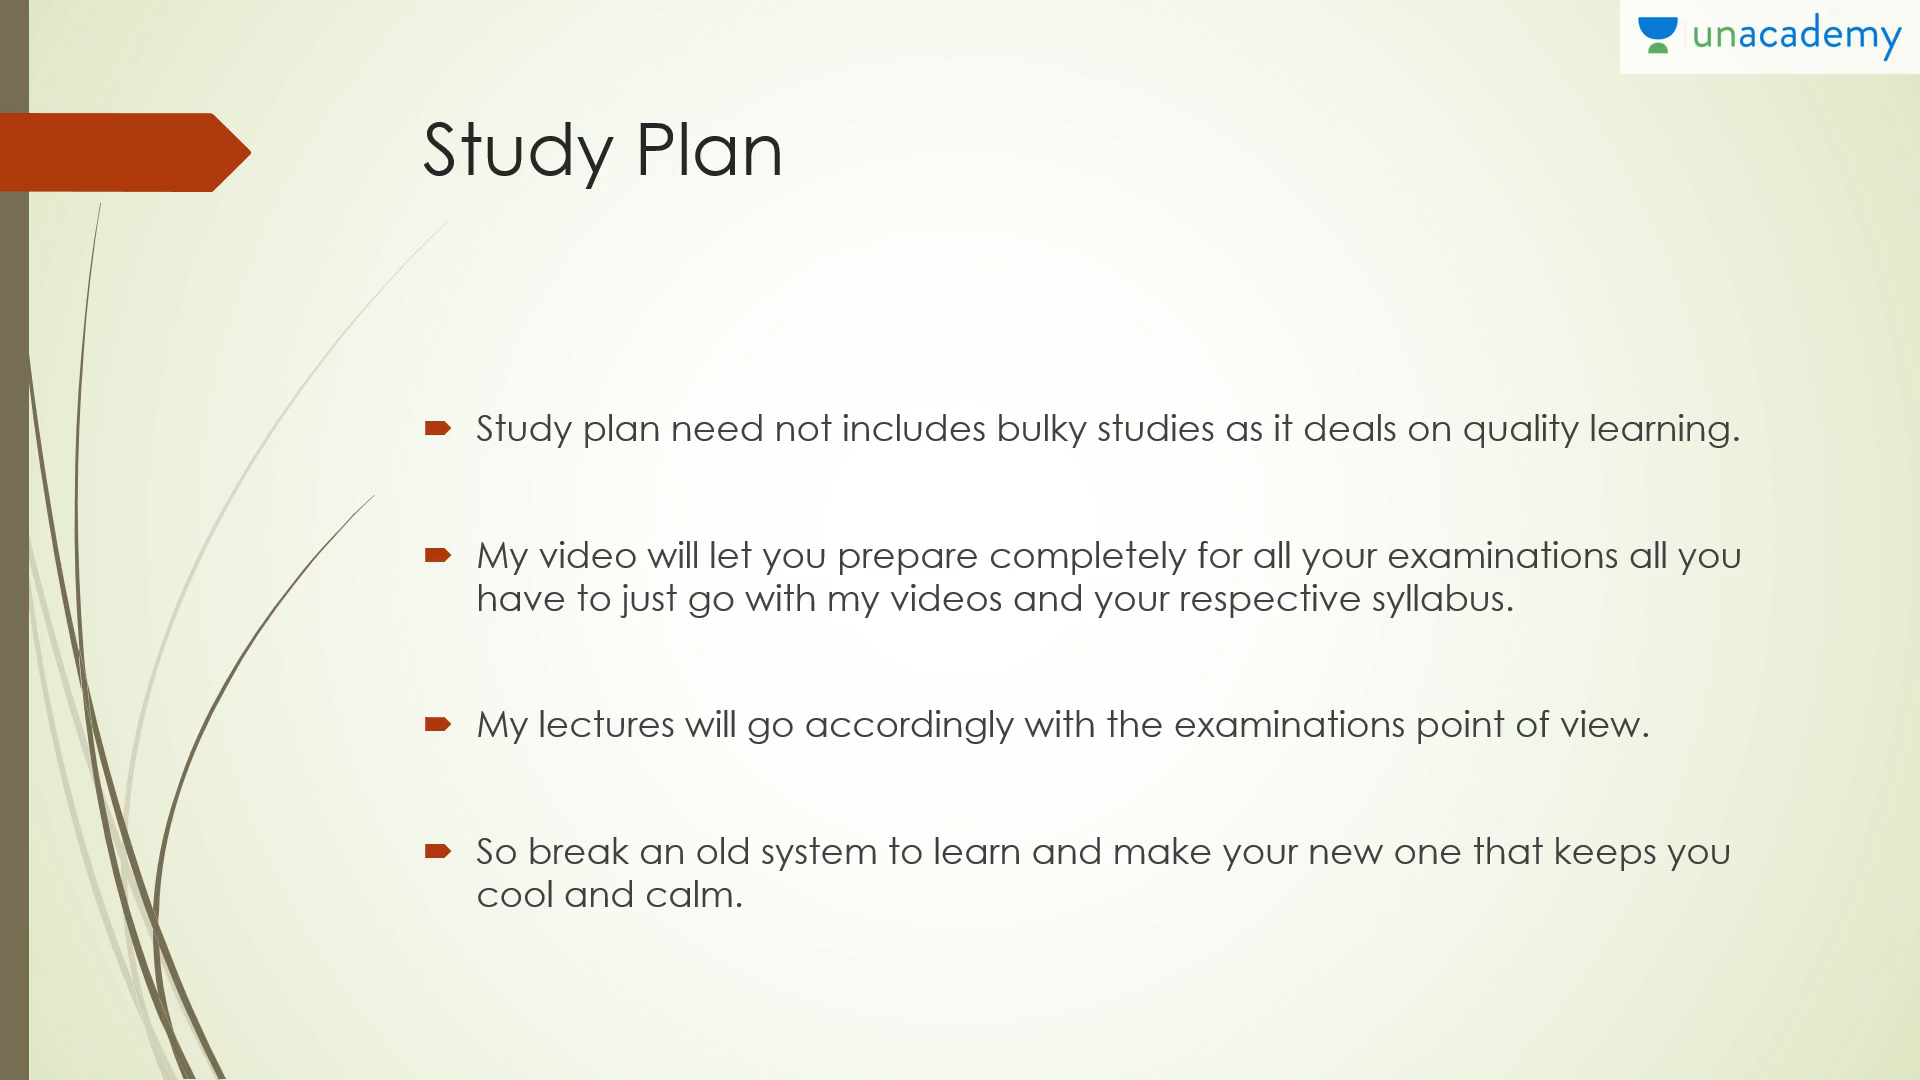 unacademy
Study Plan
Study plan need not includes bulky studies as it deals on quality learning.
My video will let you prepare completely for all your examinations all you
have to just go with my videos and your respective syllabus.
My lectures will go accordingly with the examinations point of view.
So break an old system to learn and make your new one that keeps you
cool and calm.